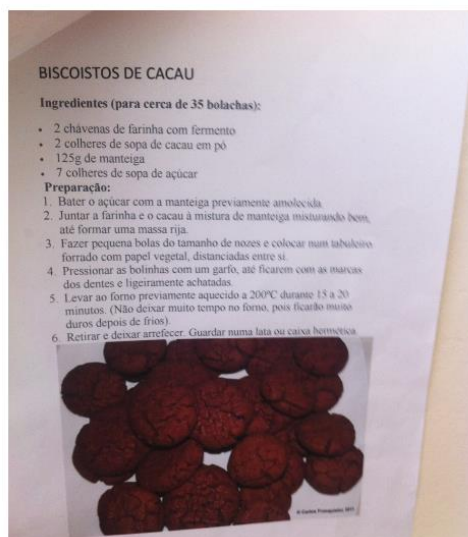 BISCOISTOS DE CACAU
Ingredientes (para cerca de 35 bolachas):
• 2 chávenas de farinha com fermento
• 2 colheres de sopa de cacau em pó
• 125g de manteiga
• 7 colheres de sopa de açúcar
Preparação:
1. Bater o açúcar com a manteiga previamente amolecida.
2. Juntar a farinha e o cacau à mistura de manteiga misturando bem,
até formar uma massa rija.
3. Fazer pequena bolas do tamanho de nozes e colocar num tabuleiro
forrado com papel vegetal, distanciadas entre si.
4. Pressionar as bolinhas com um garfo, até ficarem com as marcas
dos dentes e ligeiramente achatadas.
5. Levar ao forno previamente aquecido a 200ºC durante 15 a 20
minutos. (Não deixar muito tempo no forno, pois ficarão muito
duros depois de frios).
6. Retirar e deixar arrefecer. Guardar numa lata ou caixa hermética.